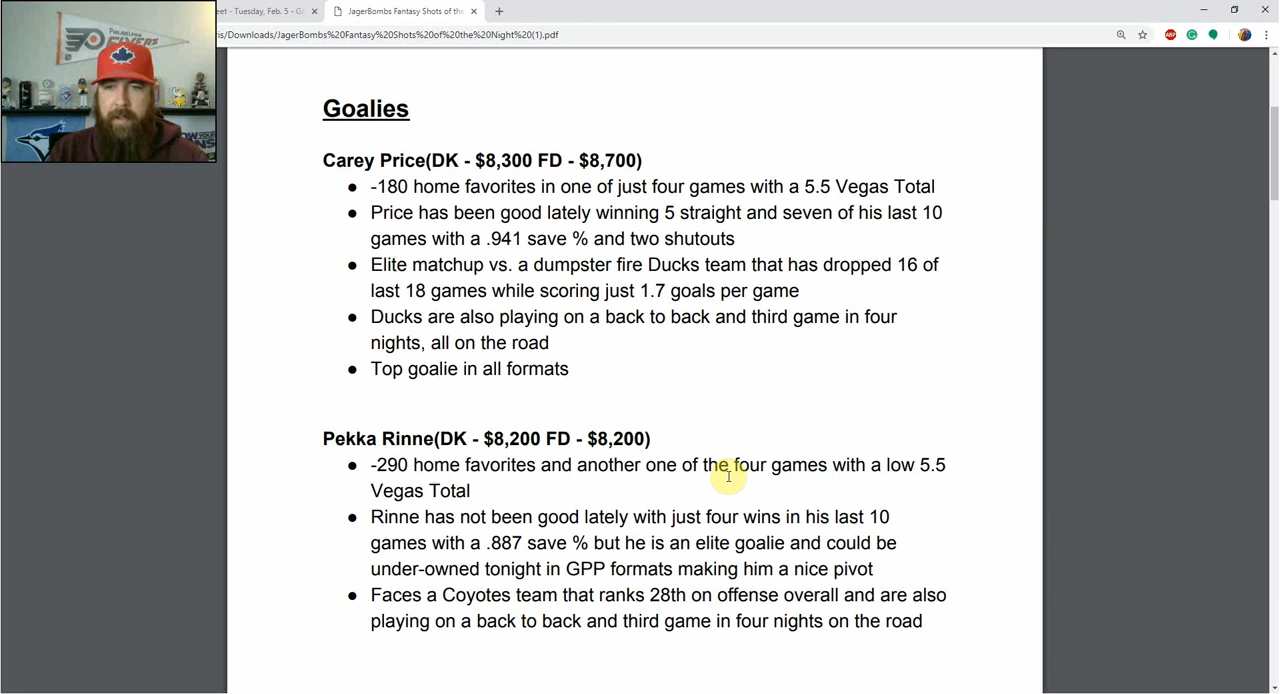 eet - Tuesday, Feb. 5 - Go
JagerBombs Fantasy Shots of the
is/Downloads/JagerBombs%20Fantasy%20Shots%20of%20the%20Night%20(1).pdf
PHILADELPHIA
FLYERS
Goalies
Carey Price(DK - $8,300 FD - $8,700)
● -180 home favorites in one of just four games with a 5.5 Vegas Total
● Price has been good lately winning 5 straight and seven of his last 10
games with a .941 save % and two shutouts
● Elite matchup vs. a dumpster fire Ducks team that has dropped 16 of
last 18 games while scoring just 1.7 goals per game
● Ducks are also playing on a back to back and third game in four
nights, all on the road
● Top goalie in all formats
Pekka Rinne(DK - $8,200 FD - $8,200)
● -290 home favorites and another one of the four games with a low 5.5
Vegas Total
● Rinne has not been good lately with just four wins in his last 10
games with a .887 save % but he is an elite goalie and could be
under-owned tonight in GPP formats making him a nice pivot
● Faces a Coyotes team that ranks 28th on offense overall and are also
playing on a back to back and third game in four nights on the road